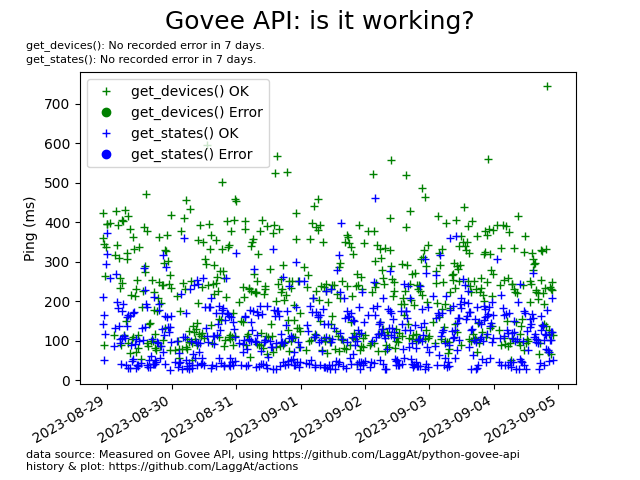 Govee API: is it working?
get_devices(): No recorded error in 7 days.
get_states(): No recorded error in 7 days.
get_devices() OK
get_devices() Error
get_states() OK
get_states() Error
Ping (ms)
700
600
500
400
300
200
100
0
2023-08-29
2023-08-30
2023-08-31
2023-09-01
2023-09-02
2023-09-03
2023-09-04
2023-09-05
data source: Measured on Govee API, using https://github.com/LaggAt/python-govee-api
history & plot: https://github.com/LaggAt/actions